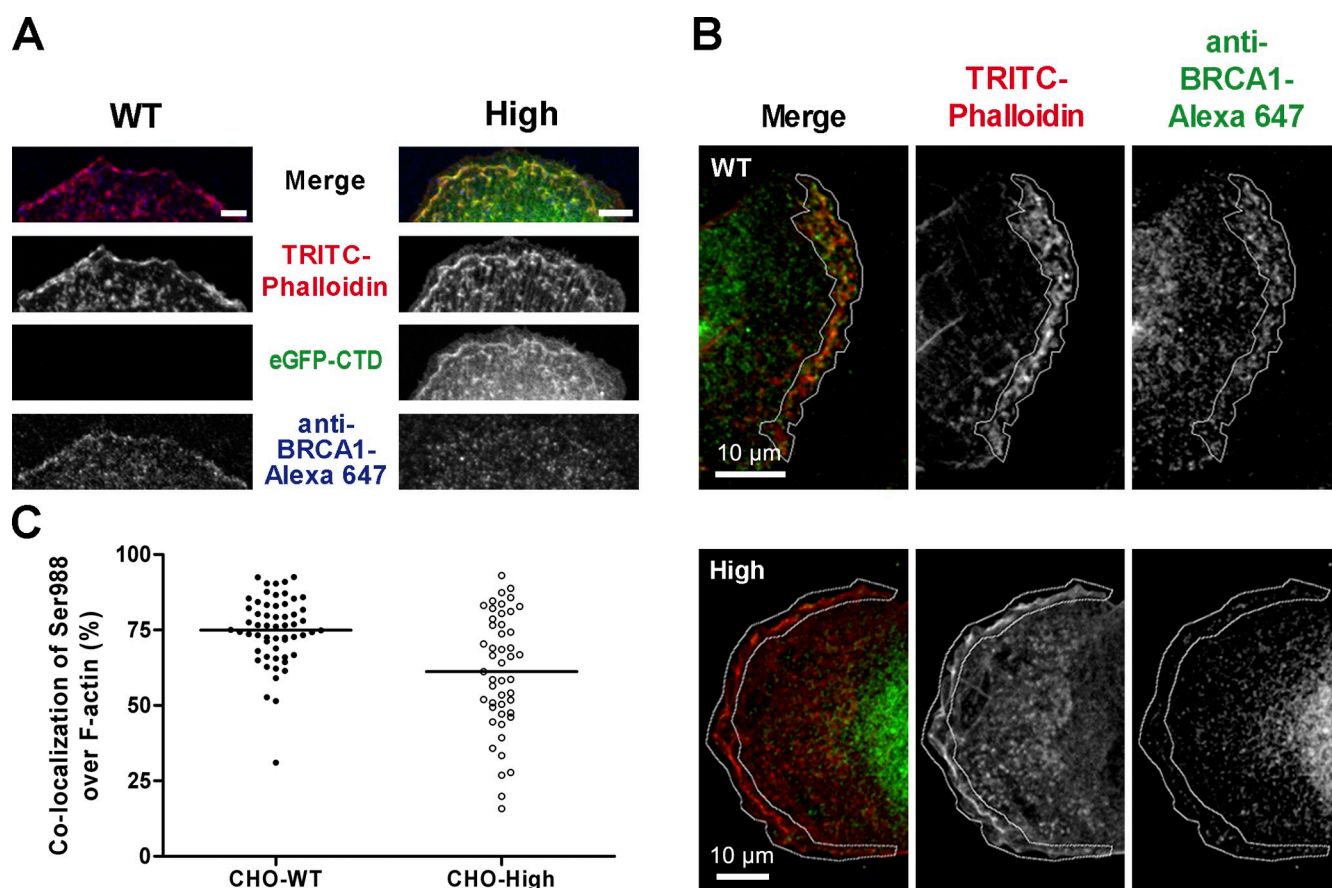 A
WT
High
Merge
TRITC-
Phalloidin
eGFP-CTD
anti-
BRCA1-
Alexa 647
B
Merge
TRITC-
Phalloidin
anti-
BRCA1-
Alexa 647
WT
10 µm
High
10 µm
C
Co-localization of Ser988
over F-actin (%)
100
75
50
25
0
CHO-WT
CHO-High